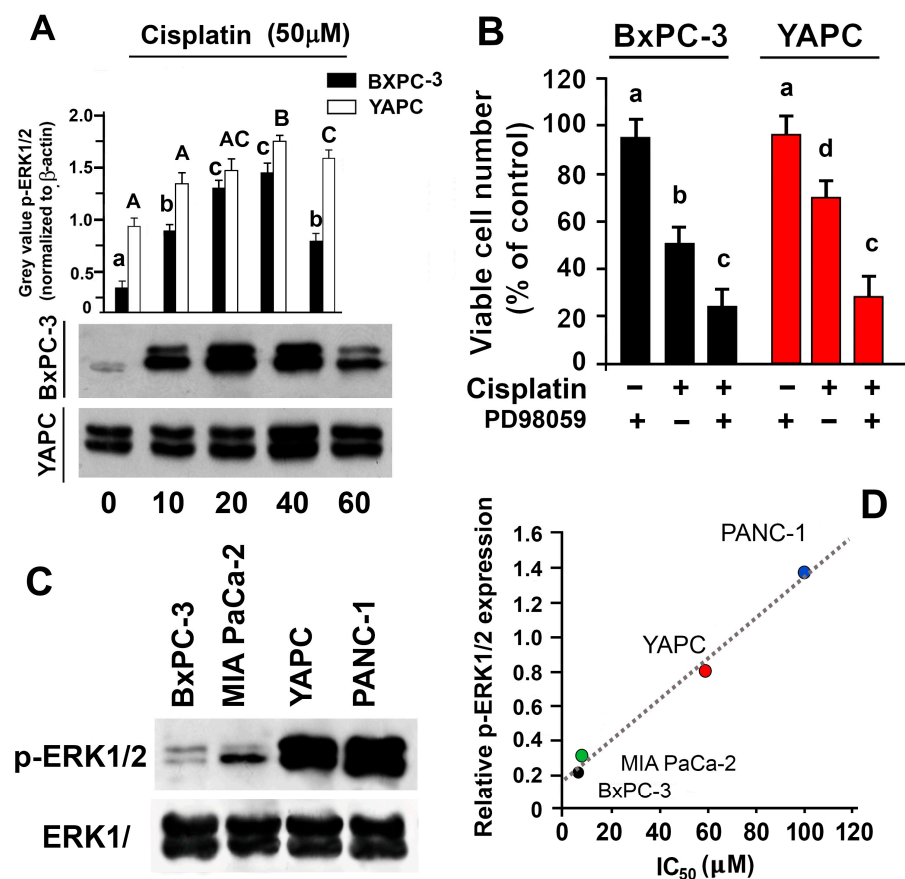 A
Cisplatin (50µM)
BXPC-3
YAPC
Grey value p-ERK1/2
(normalized to β-actin)
2.0
1.5
1.0
0.5
0
a
A
b
A
c
AC
c
B
b
C
BxPC-3
YAPC
0 10 20 40 60
B
BxPC-3 YAPC
Viable cell number
(% of control)
120
100
80
60
40
20
0
a
b
c
a
d
c
Cisplatin − + + − + +
PD98059 + − + + − +
C
BxPC-3
MIA PaCa-2
YAPC
PANC-1
p-ERK1/2
ERK1/
D
Relative p-ERK1/2 expression
1.6
1.4
1.2
1.0
0.8
0.4
0.2
0
PANC-1
YAPC
MIA PaCa-2
BxPC-3
0 20 40 60 80 100 120
IC50 (µM)